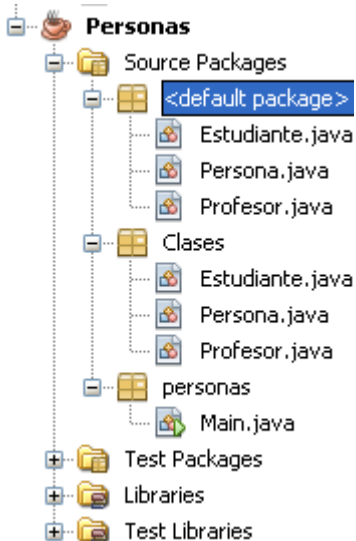 Personas
Source Packages
<default package>
Estudiante.java
Persona.java
Profesor.java
Clases
Estudiante.java
Persona.java
Profesor.java
personas
Main.java
Test Packages
Libraries
Test Libraries